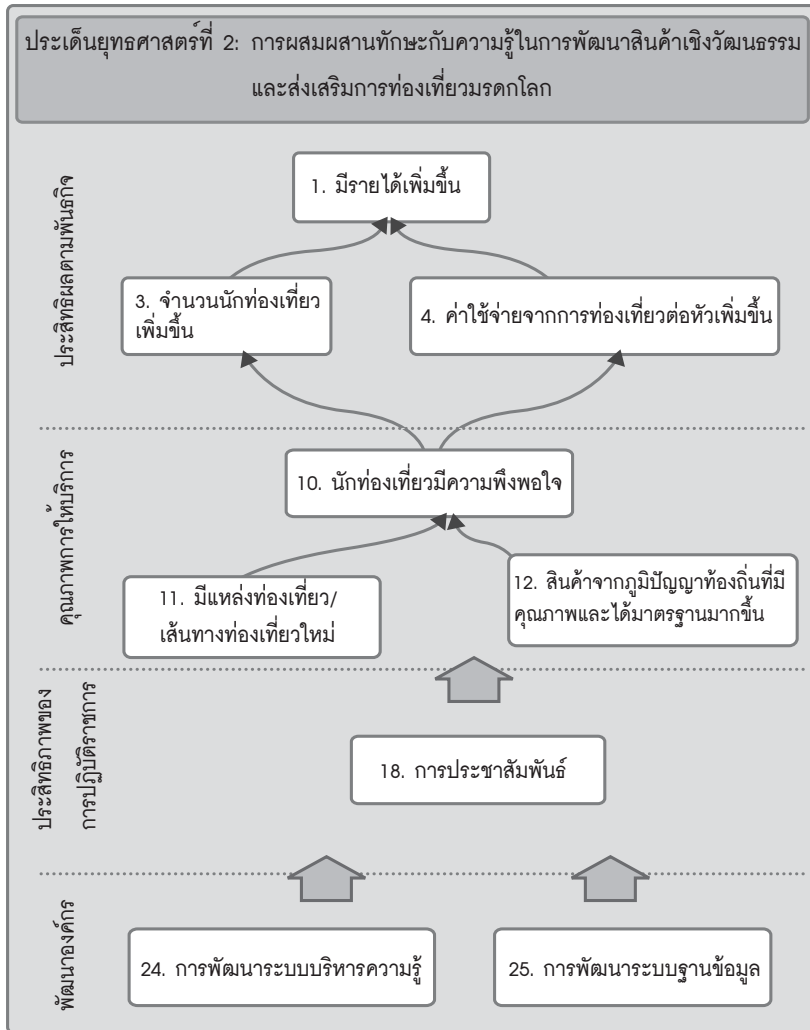 ประเด็นยุทธศาสตร์ที่ 2: การผสมผสานทักษะกับความรู้ในการพัฒนาสินค้าเชิงวัฒนธรรม
และส่งเสริมการท่องเที่ยวมรดกโลก
ประสิทธิผลตามพันธกิจ
1. มีรายได้เพิ่มขึ้น
3. จำนวนนักท่องเที่ยว
เพิ่มขึ้น
4. ค่าใช้จ่ายจากการท่องเที่ยวต่อหัวเพิ่มขึ้น
คุณภาพการให้บริการ
10. นักท่องเที่ยวมีความพึงพอใจ
11. มีแหล่งท่องเที่ยว/
เส้นทางท่องเที่ยวใหม่
12. สินค้าจากภูมิปัญญาท้องถิ่นที่มี
คุณภาพและได้มาตรฐานมากขึ้น
ประสิทธิภาพของ
การปฏิบัติราชการ
18. การประชาสัมพันธ์
พัฒนาองค์กร
24. การพัฒนาระบบบริหารความรู้
25. การพัฒนาระบบฐานข้อมูล